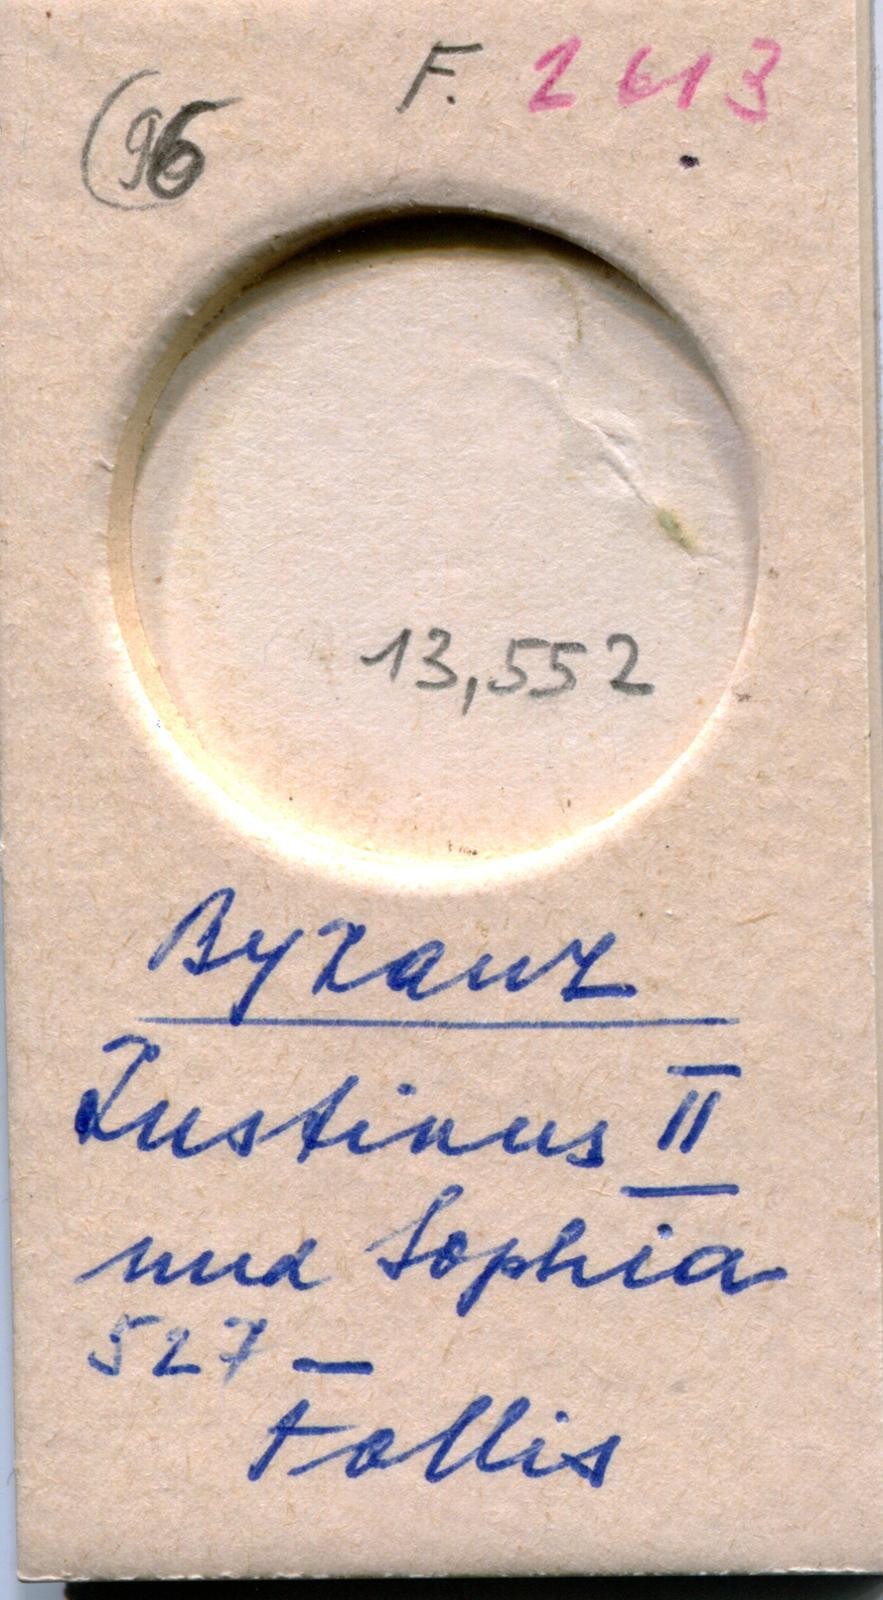 F. 2613
(96
13,552
Byzanz
Iustinus II
und Sophia
527 –
Follis